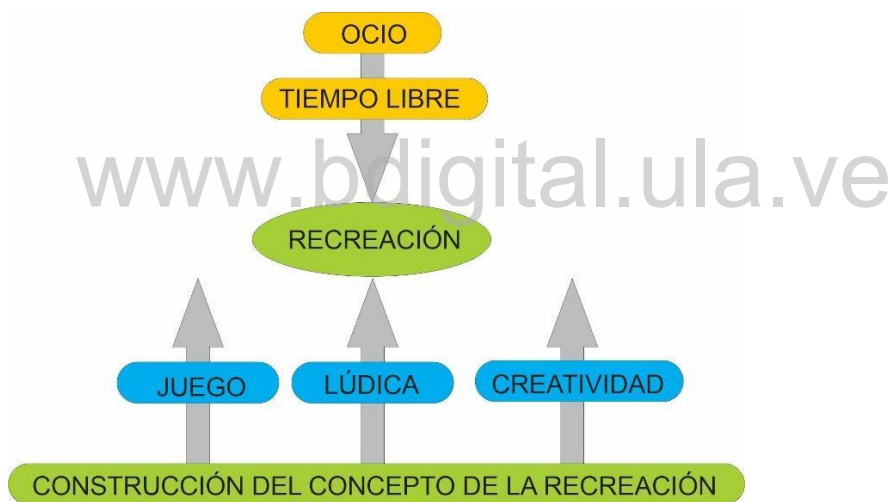 OCIO
TIEMPO LIBRE
www.bdigital.ula.ve
RECREACIÓN
JUEGO
LÚDICA
CREATIVIDAD
CONSTRUCCIÓN DEL CONCEPTO DE LA RECREACIÓN